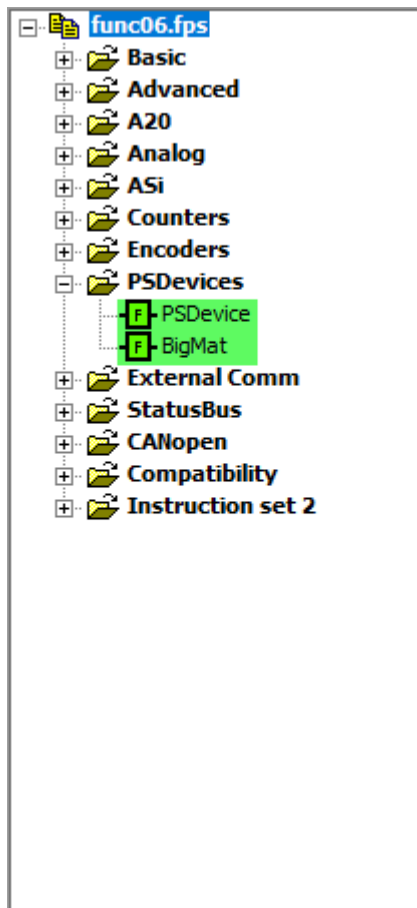 func06.fps
Basic
Advanced
A20
Analog
ASi
Counters
Encoders
PSDevices
F PSDevice
F BigMat
External Comm
StatusBus
CANopen
Compatibility
Instruction set 2